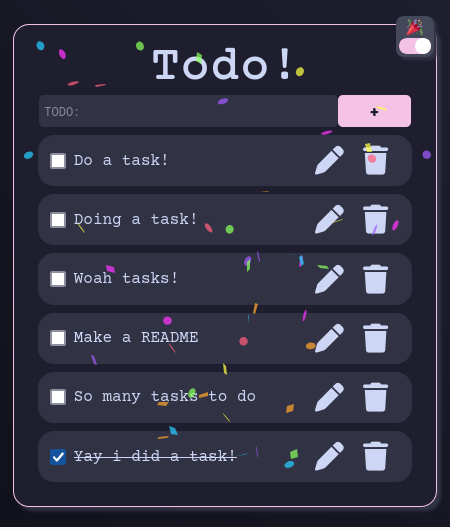 Todo!
TODO:
+
Do a task!
Doing a task!
Woah tasks!
Make a README
So many tasks to do
Yay i did a task!